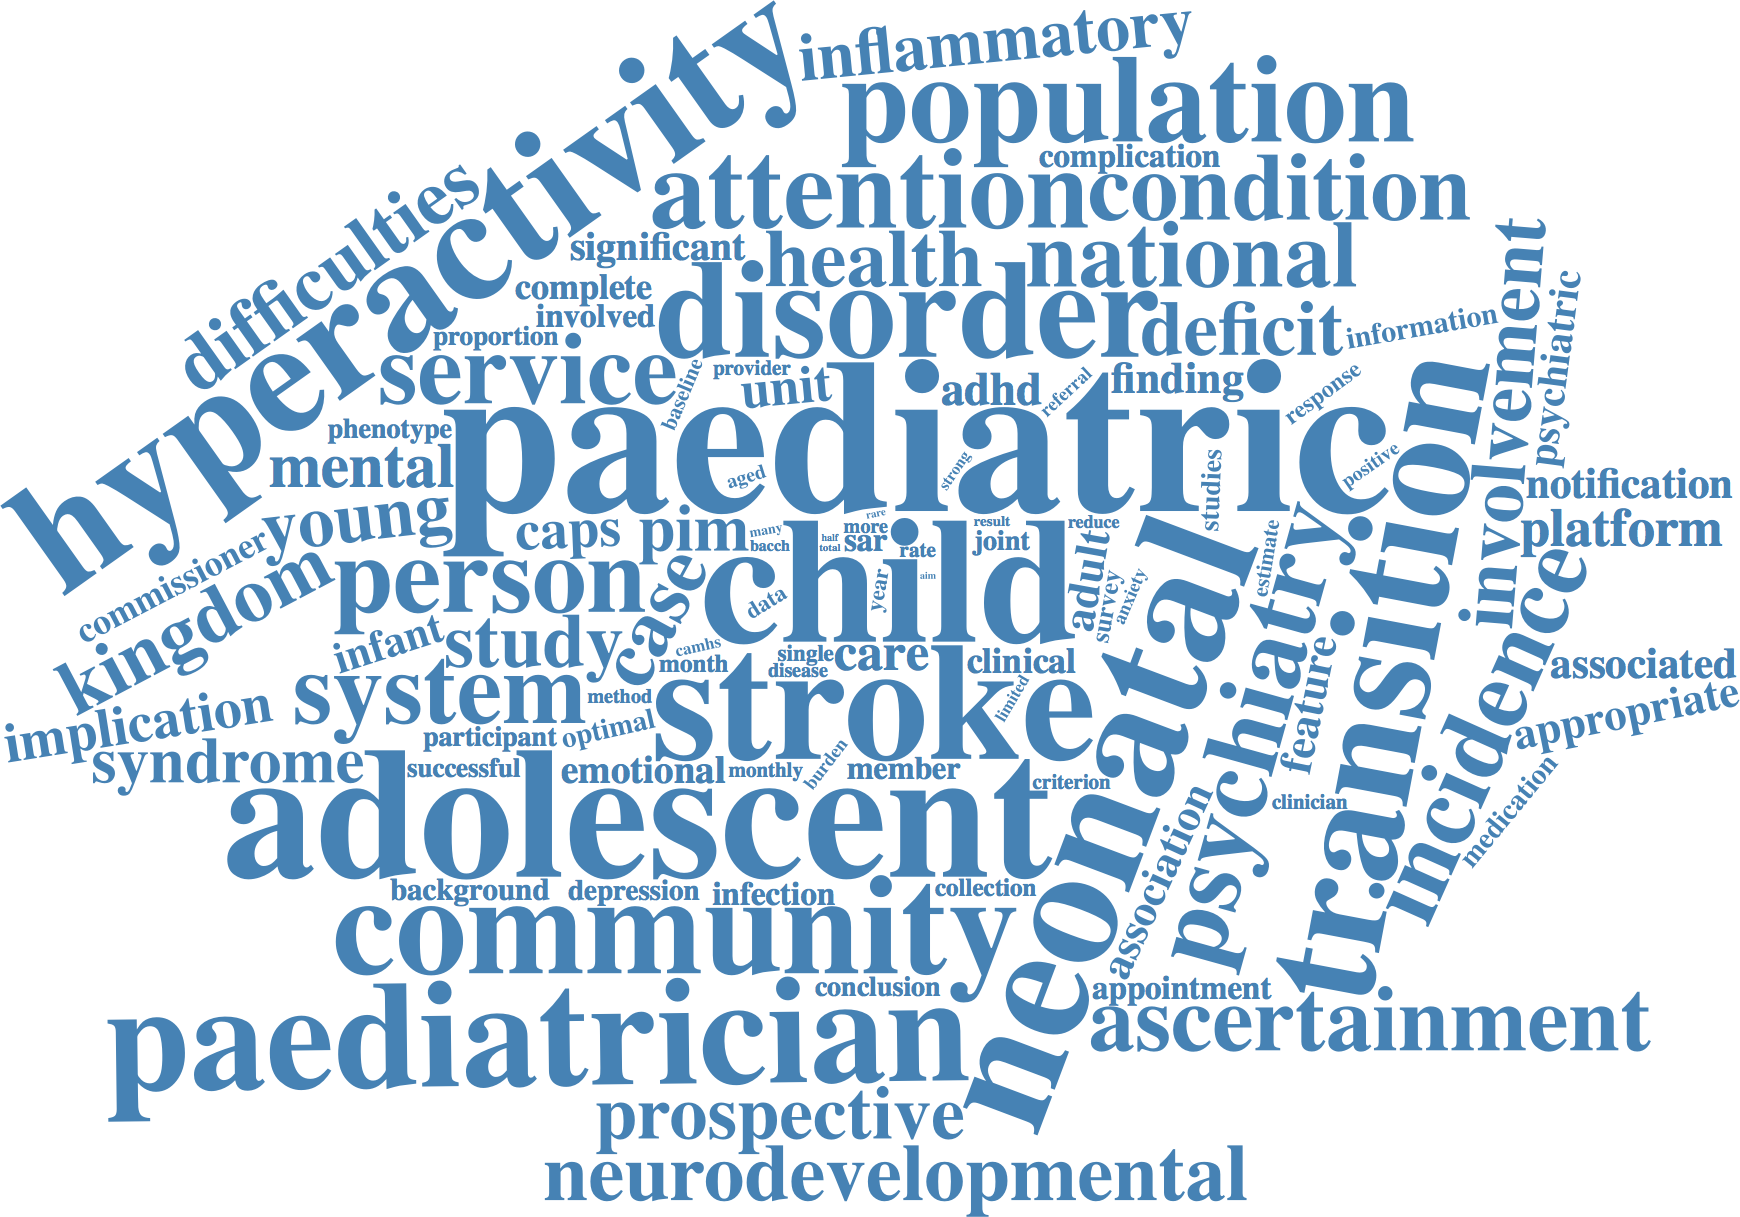 inflammatory
population
hyperactivity
complication
attention
condition
difficulties
significant
health
national
complete
disorder
involved
deficit
information
involvement
psychiatric
proportion
service
provider
baseline
unit
adhd
referral
finding
response
paediatric
transition
phenotype
mental
aged
strong
studies
positive
notification
young
caps
pim
many
bacch
rare
more
half
total
sar
result
rate
joint
reduce
platform
commissioner
kingdom
person
case
child
data
year
aim
adult
survey
anxiety
estimate
neonatal
psychiatry
incidence
infant
study
camhs
month
single
disease
care
clinical
associated
implication
system
method
stroke
limited
feature
appropriate
syndrome
participant
optimal
successful
emotional
monthly
burden
member
criterion
clinician
medication
adolescent
association
background
depression
infection
collection
community
conclusion
appointment
paediatrician
ascertainment
prospective
neurodevelopmental